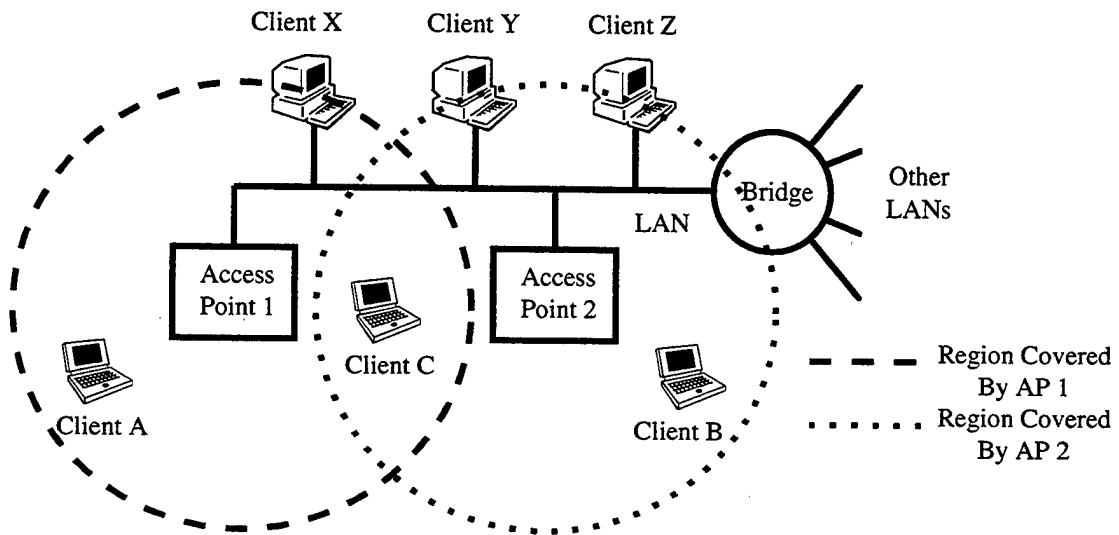 Client X
Client Y
Client Z
Bridge
Other
LANs
LAN
Access
Point 1
Access
Point 2
Client C
Client A
Client B
Region Covered
By AP 1
Region Covered
By AP 2